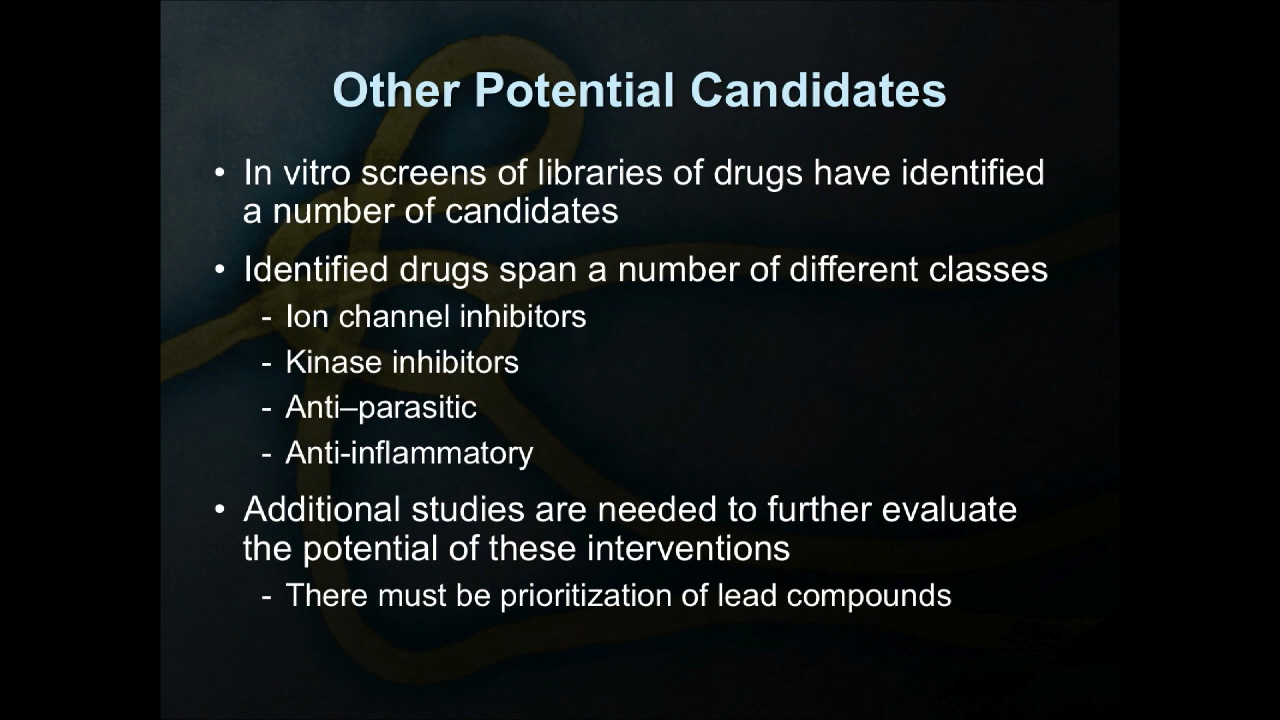 Other Potential Candidates
• In vitro screens of libraries of drugs have identified
a number of candidates
• Identified drugs span a number of different classes
- Ion channel inhibitors
- Kinase inhibitors
- Anti–parasitic
- Anti-inflammatory
• Additional studies are needed to further evaluate
the potential of these interventions
- There must be prioritization of lead compounds